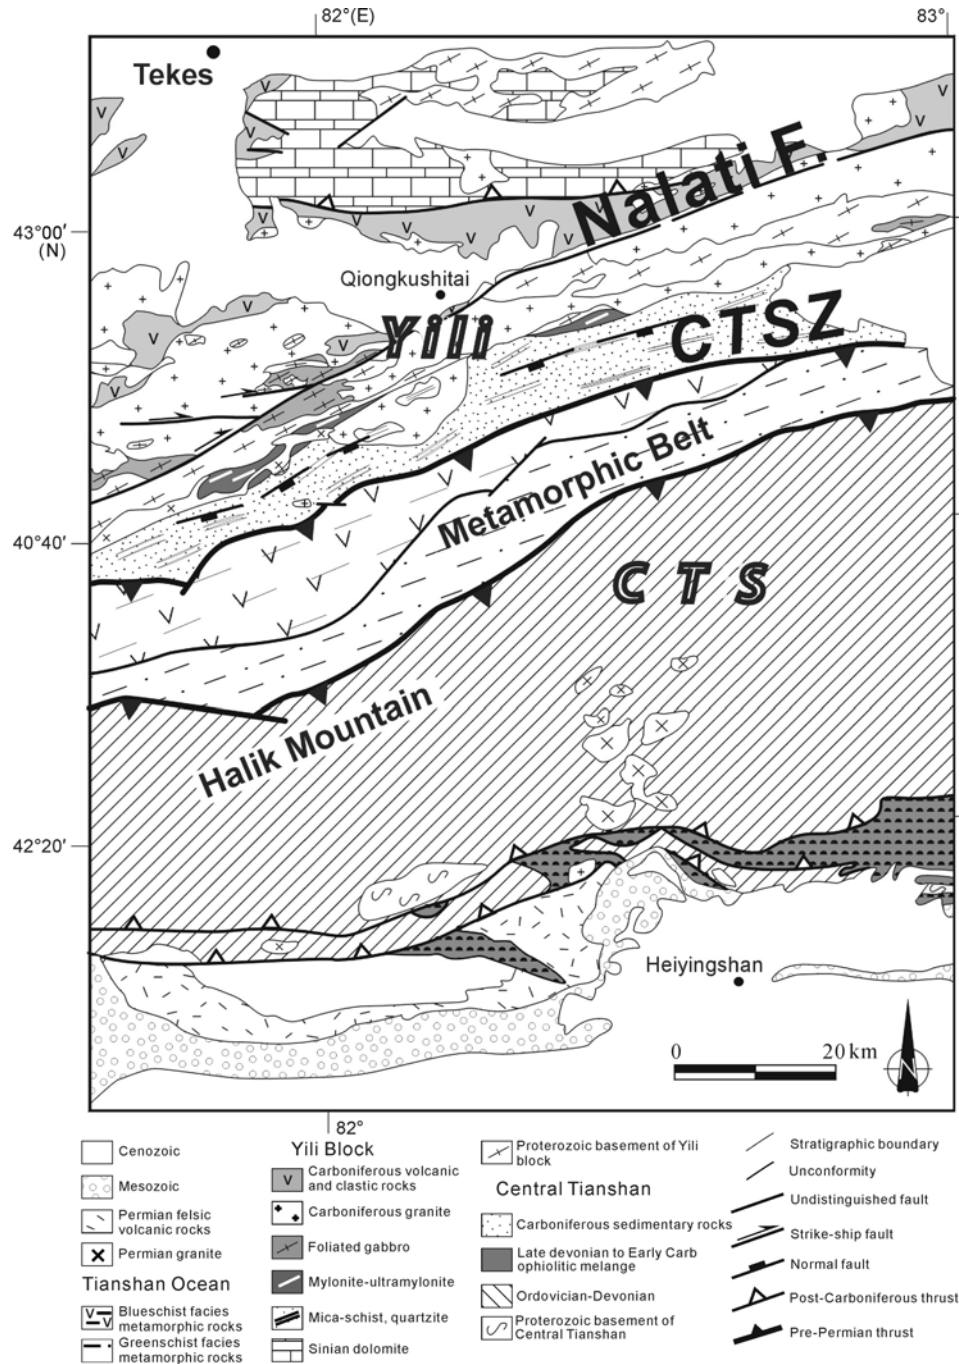 82°(E)
83°
Tekes
Nalati F.
43°00′
(N)
Qiongkushitai
Yili
CTSZ
Metamorphic Belt
40°40′
CTS
Halik Mountain
42°20′
Heiyingshan
0
20 km
N
82°
Cenozoic
Mesozoic
Permian felsic
volcanic rocks
Permian granite
Tianshan Ocean
Blueschist facies
metamorphic rocks
Greenschist facies
metamorphic rocks
Yili Block
Carboniferous volcanic
and clastic rocks
Carboniferous granite
Foliated gabbro
Mylonite-ultramylonite
Mica-schist, quartzite
Sinian dolomite
Proterozoic basement of Yili
block
Central Tianshan
Carboniferous sedimentary rocks
Late devonian to Early Carb
ophiolitic melange
Ordovician-Devonian
Proterozoic basement of
Central Tianshan
Stratigraphic boundary
Unconformity
Undistinguished fault
Strike-ship fault
Normal fault
Post-Carboniferous thrust
Pre-Permian thrust